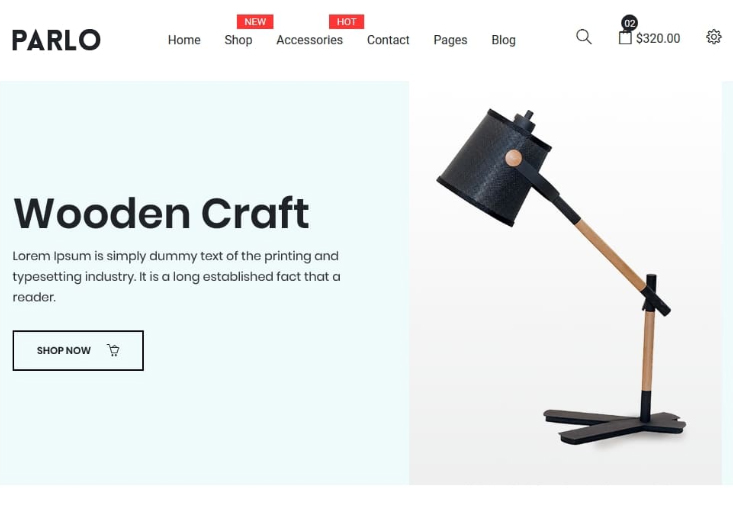 NEW
HOT
02
PARLO
Home
Shop
Accessories
Contact
Pages
Blog
$320.00
Wooden Craft
Lorem Ipsum is simply dummy text of the printing and
typesetting industry. It is a long established fact that a
reader.
SHOP NOW